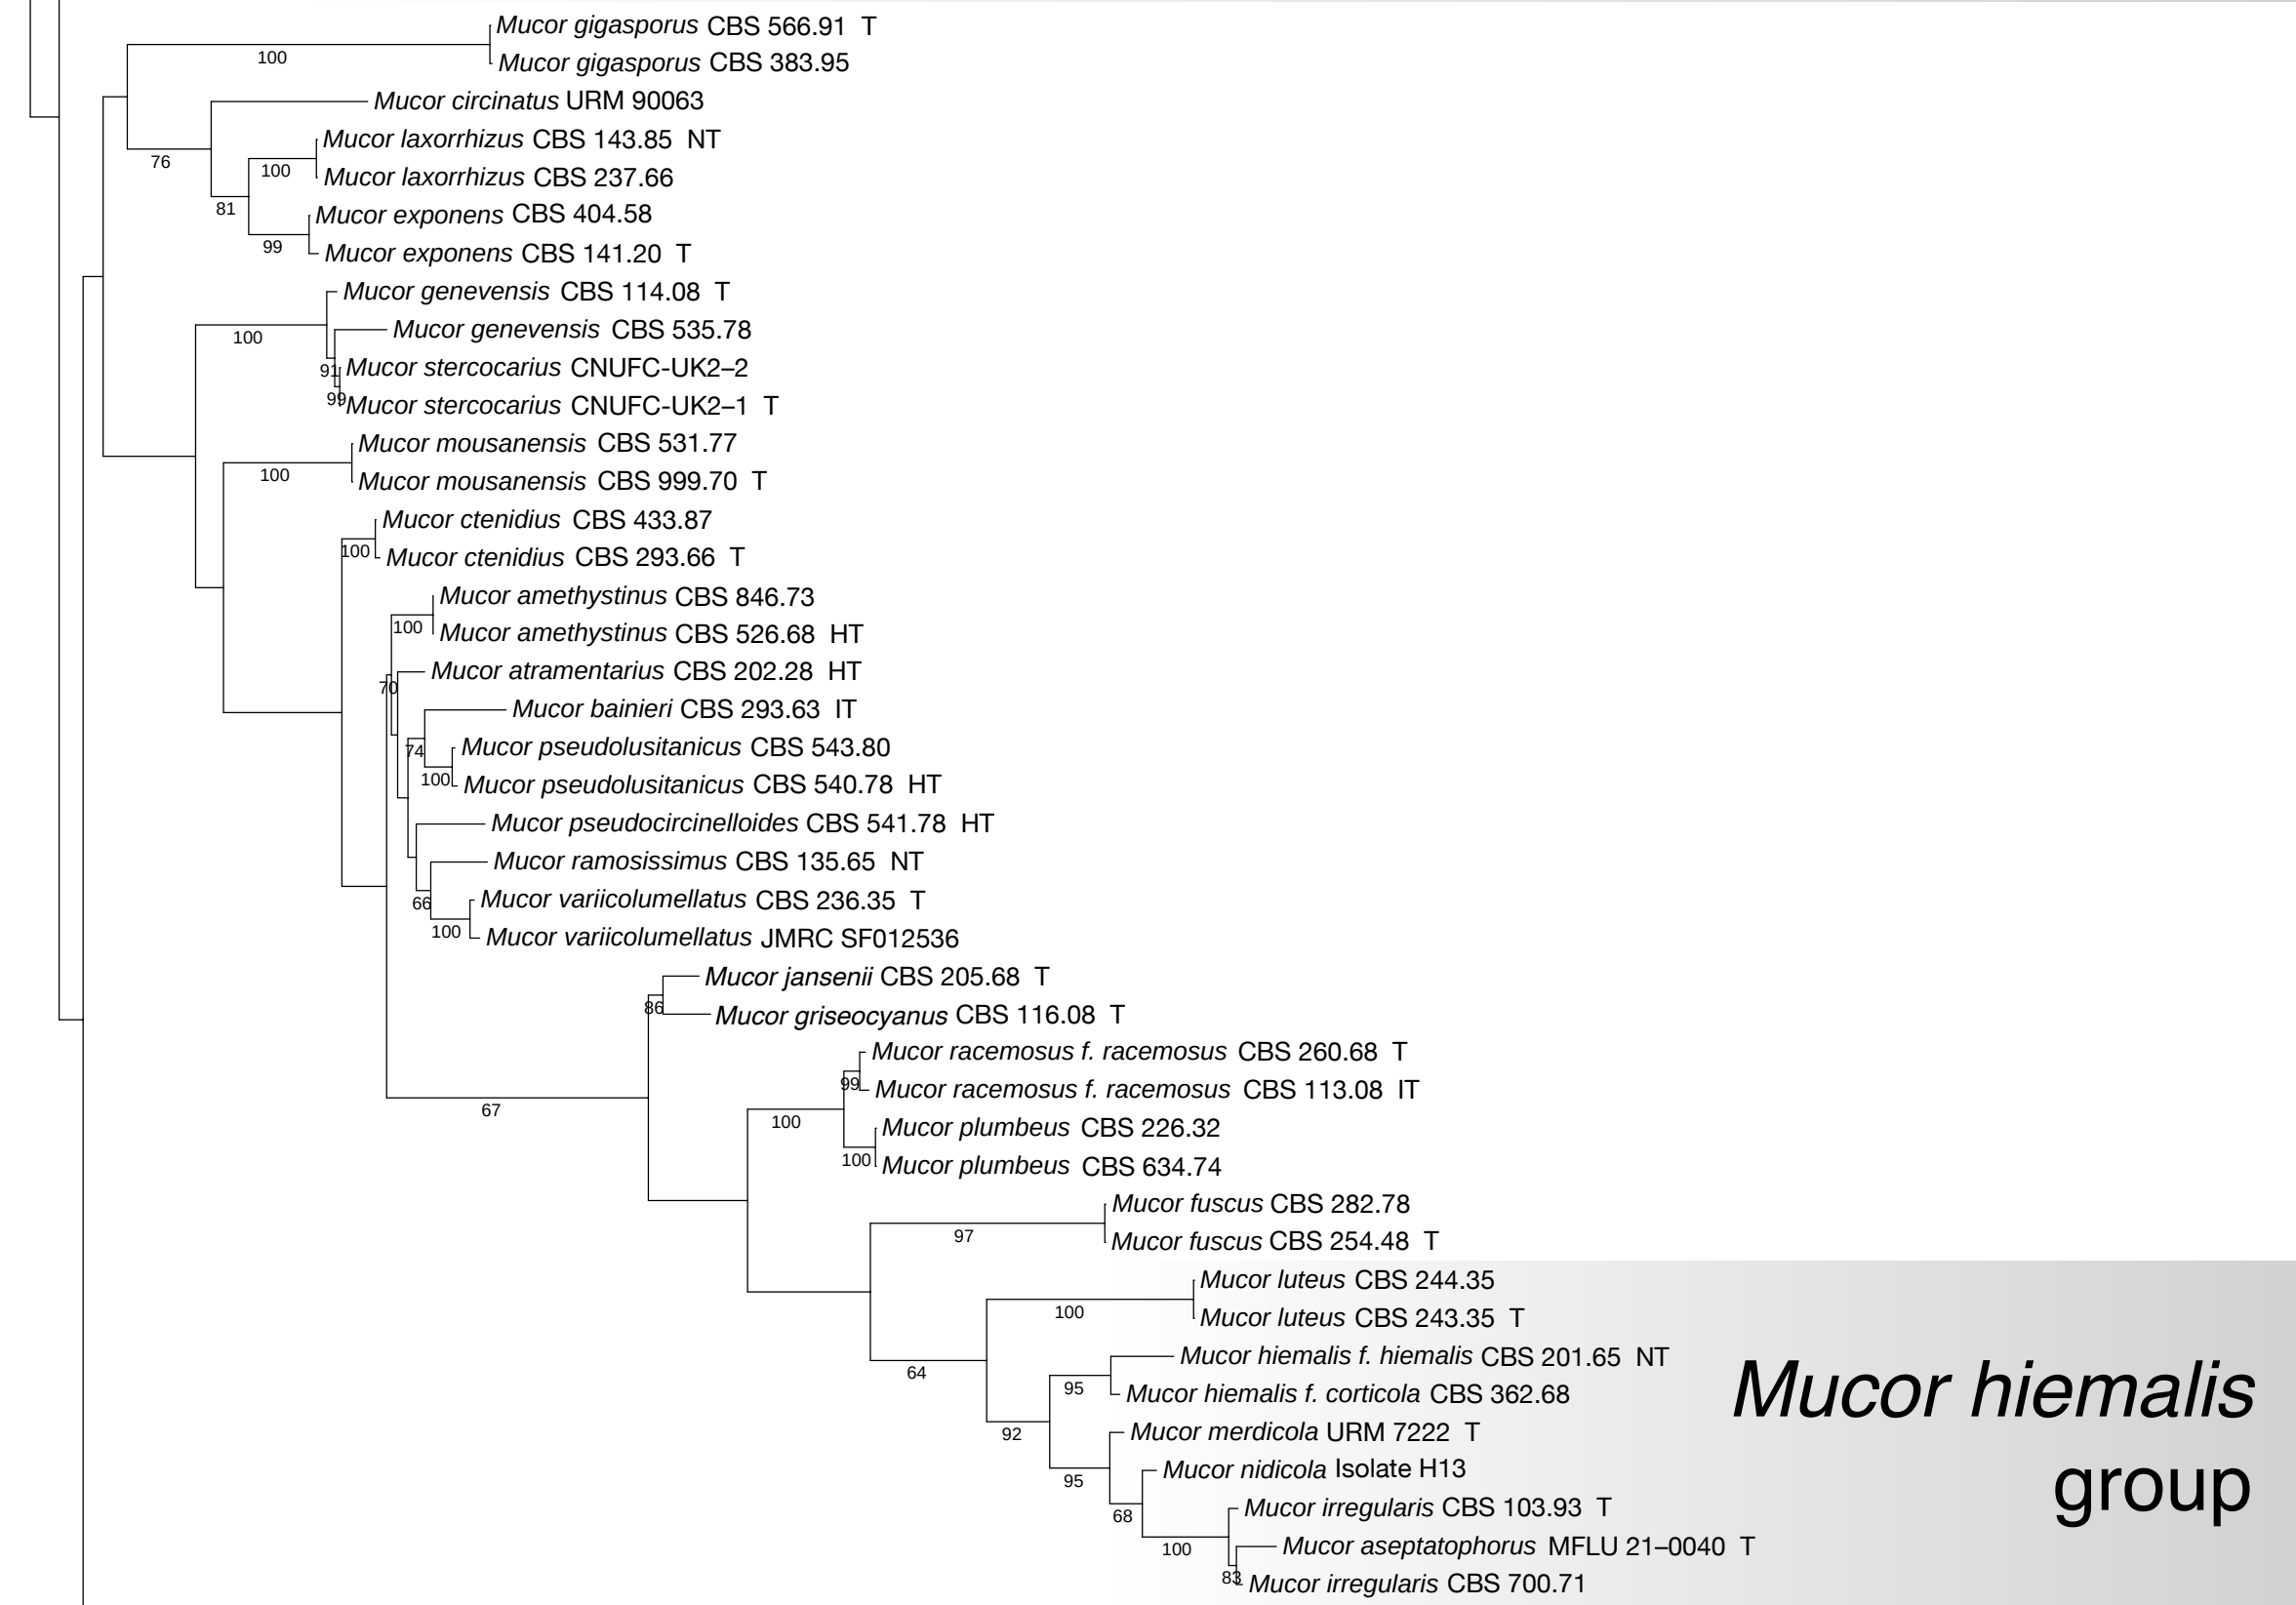 Mucor gigasporus CBS 566.91 T
100
Mucor gigasporus CBS 383.95
Mucor circinatus URM 90063
Mucor laxorrhizus CBS 143.85 NT
76
100
Mucor laxorrhizus CBS 237.66
81
Mucor exponens CBS 404.58
99
Mucor exponens CBS 141.20 T
Mucor genevensis CBS 114.08 T
100
Mucor genevensis CBS 535.78
91
Mucor stercocarius CNUFC-UK2–2
99
Mucor stercocarius CNUFC-UK2–1 T
Mucor mousanensis CBS 531.77
100
Mucor mousanensis CBS 999.70 T
Mucor ctenidius CBS 433.87
100
Mucor ctenidius CBS 293.66 T
Mucor amethystinus CBS 846.73
100
Mucor amethystinus CBS 526.68 HT
Mucor atramentarius CBS 202.28 HT
70
Mucor bainieri CBS 293.63 IT
74
Mucor pseudolusitanicus CBS 543.80
100
Mucor pseudolusitanicus CBS 540.78 HT
Mucor pseudocircinelloides CBS 541.78 HT
Mucor ramosissimus CBS 135.65 NT
66
Mucor variicolumellatus CBS 236.35 T
100
Mucor variicolumellatus JMRC SF012536
Mucor jansenii CBS 205.68 T
86
Mucor griseocyanus CBS 116.08 T
Mucor racemosus f. racemosus CBS 260.68 T
99
Mucor racemosus f. racemosus CBS 113.08 IT
67
100
Mucor plumbeus CBS 226.32
100
Mucor plumbeus CBS 634.74
Mucor fuscus CBS 282.78
97
Mucor fuscus CBS 254.48 T
Mucor luteus CBS 244.35
100
Mucor luteus CBS 243.35 T
Mucor hiemalis f. hiemalis CBS 201.65 NT
64
95
Mucor hiemalis f. corticola CBS 362.68
92
Mucor merdicola URM 7222 T
95
Mucor nidicola Isolate H13
68
Mucor irregularis CBS 103.93 T
100
Mucor aseptatophorus MFLU 21–0040 T
83
Mucor irregularis CBS 700.71
Mucor hiemalis
group